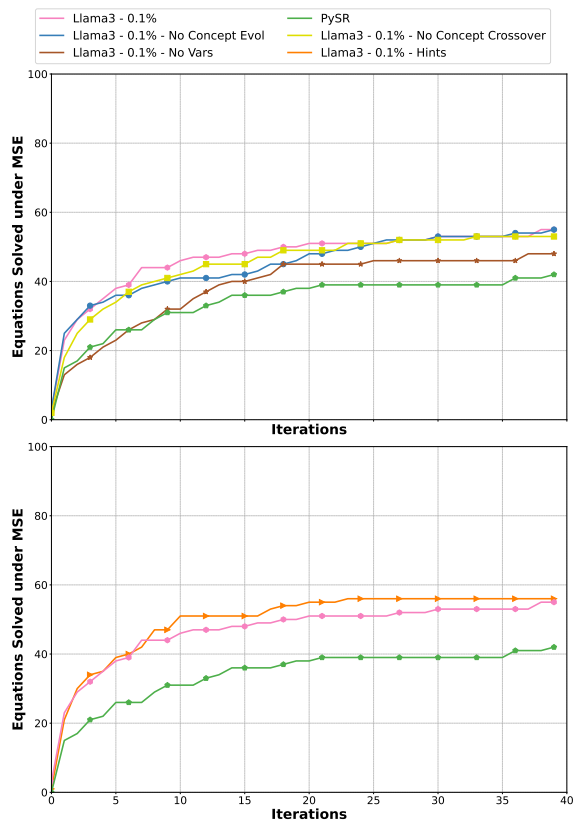 Llama3 - 0.1%
Llama3 - 0.1% - No Concept Evol
Llama3 - 0.1% - No Vars
PySR
Llama3 - 0.1% - No Concept Crossover
Llama3 - 0.1% - Hints
100
80
60
40
20
0
Equations Solved under MSE
Iterations
100
80
60
40
20
0
Equations Solved under MSE
0 5 10 15 20 25 30 35 40
Iterations